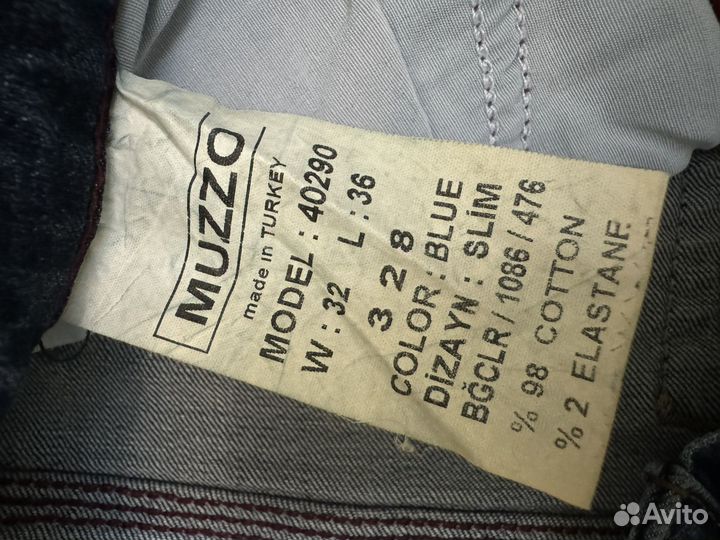 MUZZO
made in TURKEY
MODEL : 40290
W : 32 L : 36
3 2 8
COLOR : BLUE
DİZAYN : SLİM
BĞCLR / 1086 / 476
% 98 COTTON
% 2 ELASTANE
Avito